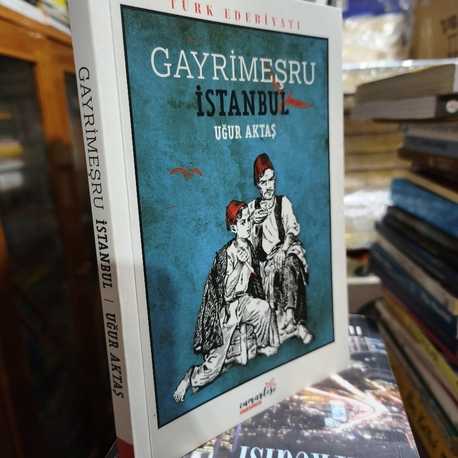 TÜRK EDEBİYATI
GAYRİMEŞRU
İSTANBUL
UĞUR AKTAŞ
GAYRİMEŞRU İSTANBUL | UĞUR AKTAŞ